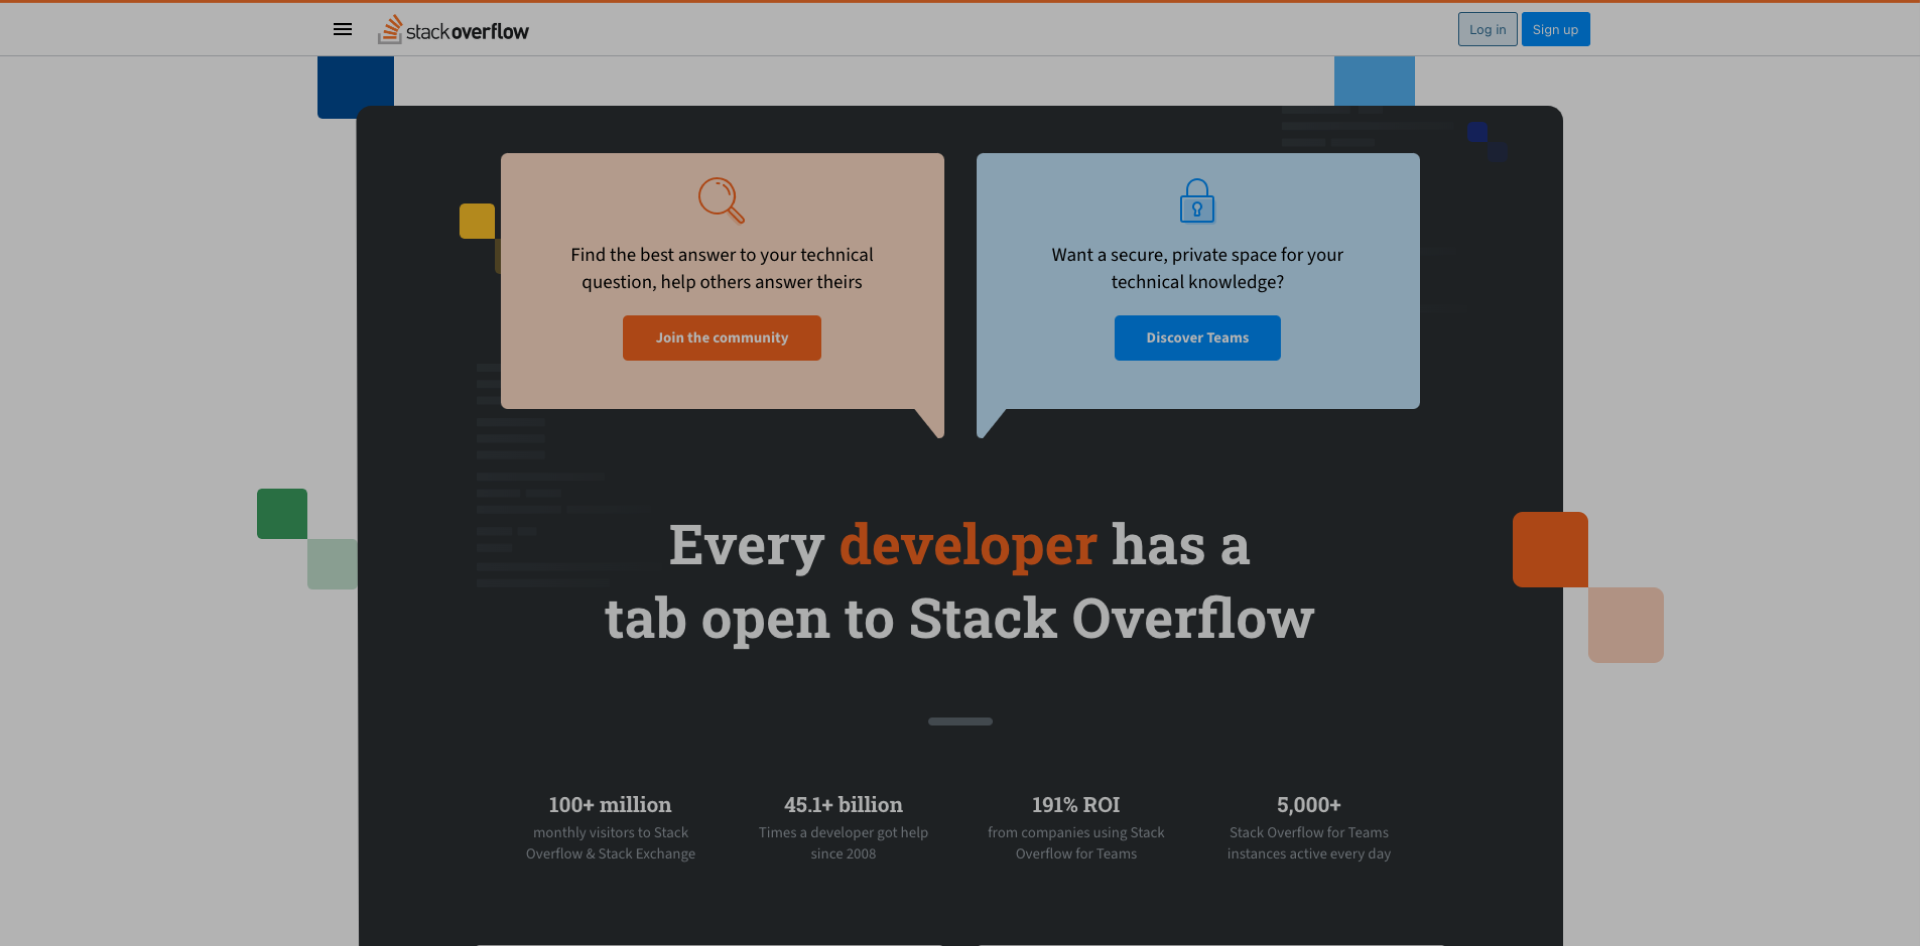 stackoverflow
Log in
Sign up
Find the best answer to your technical
question, help others answer theirs
Join the community
Want a secure, private space for your
technical knowledge?
Discover Teams
Every developer has a
tab open to Stack Overflow
100+ million
monthly visitors to Stack
Overflow & Stack Exchange
45.1+ billion
Times a developer got help
since 2008
191% ROI
from companies using Stack
Overflow for Teams
5,000+
Stack Overflow for Teams
instances active every day